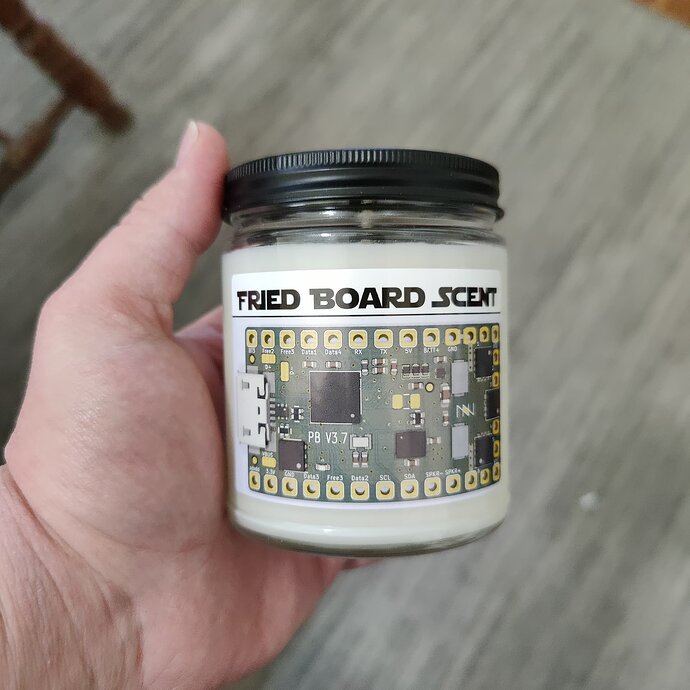 FRIED BOARD SCENT
Free2 Free3 Data1 Data4 RX TX 5V GND
D+
PB V3.7
VBUS
3.3V GND Data3 Free3 Data2 SCL SDA SPKR- SPKR+